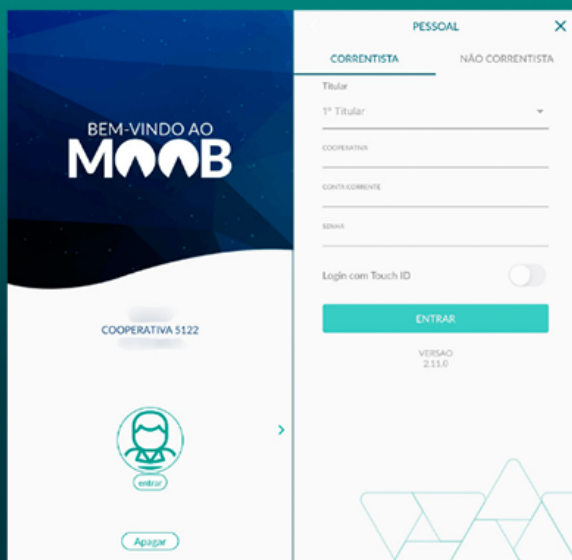 BEM-VINDO AO
MOOB
COOPERATIVA 5122
entrar
Apagar
PESSOAL
CORRENTISTA
NÃO CORRENTISTA
Titular
1º Titular
COOPERATIVA
CONTA CORRENTE
SENHA
Login com Touch ID
ENTRAR
VERSAO
2.11.0